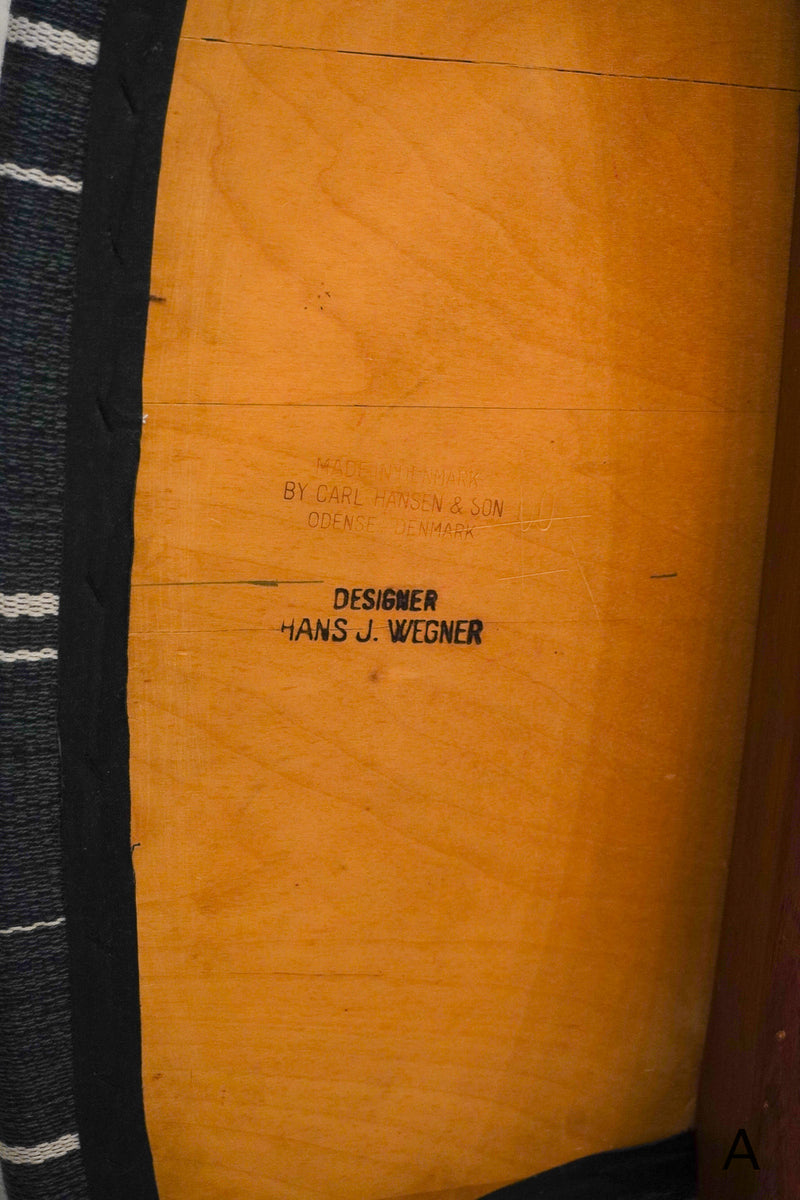 MADE IN DENMARK
BY CARL HANSEN & SON
ODENSE DENMARK
DESIGNER
HANS J. WEGNER
A